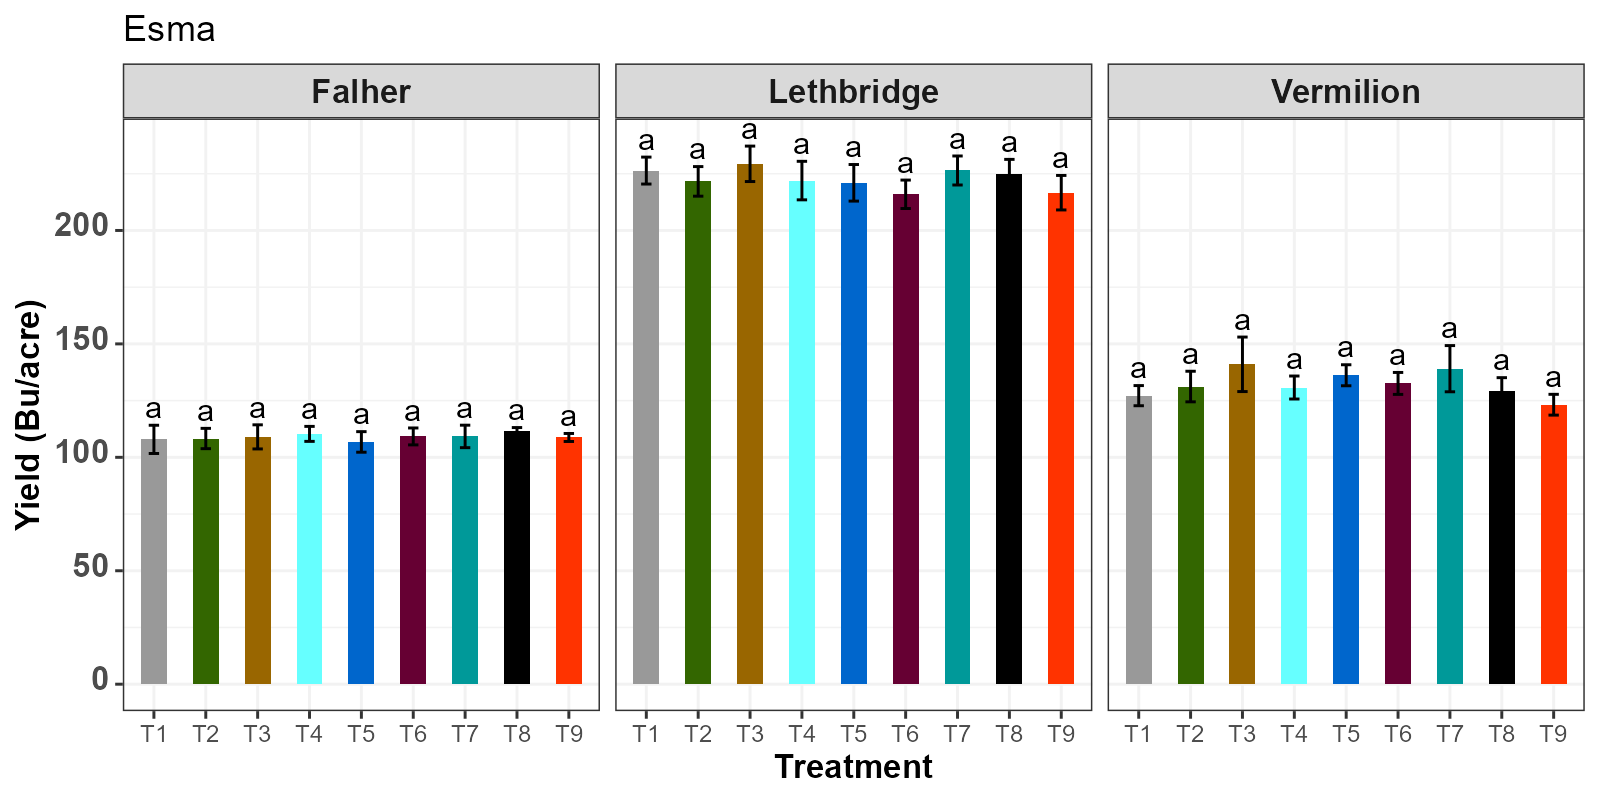 Esma
Falher Lethbridge Vermilion
a a a a a a a a a
a a a a a a a a a
a a a a a a a a a
Yield (Bu/acre)
200
150
100
50
0
T1 T2 T3 T4 T5 T6 T7 T8 T9 T1 T2 T3 T4 T5 T6 T7 T8 T9 T1 T2 T3 T4 T5 T6 T7 T8 T9
Treatment